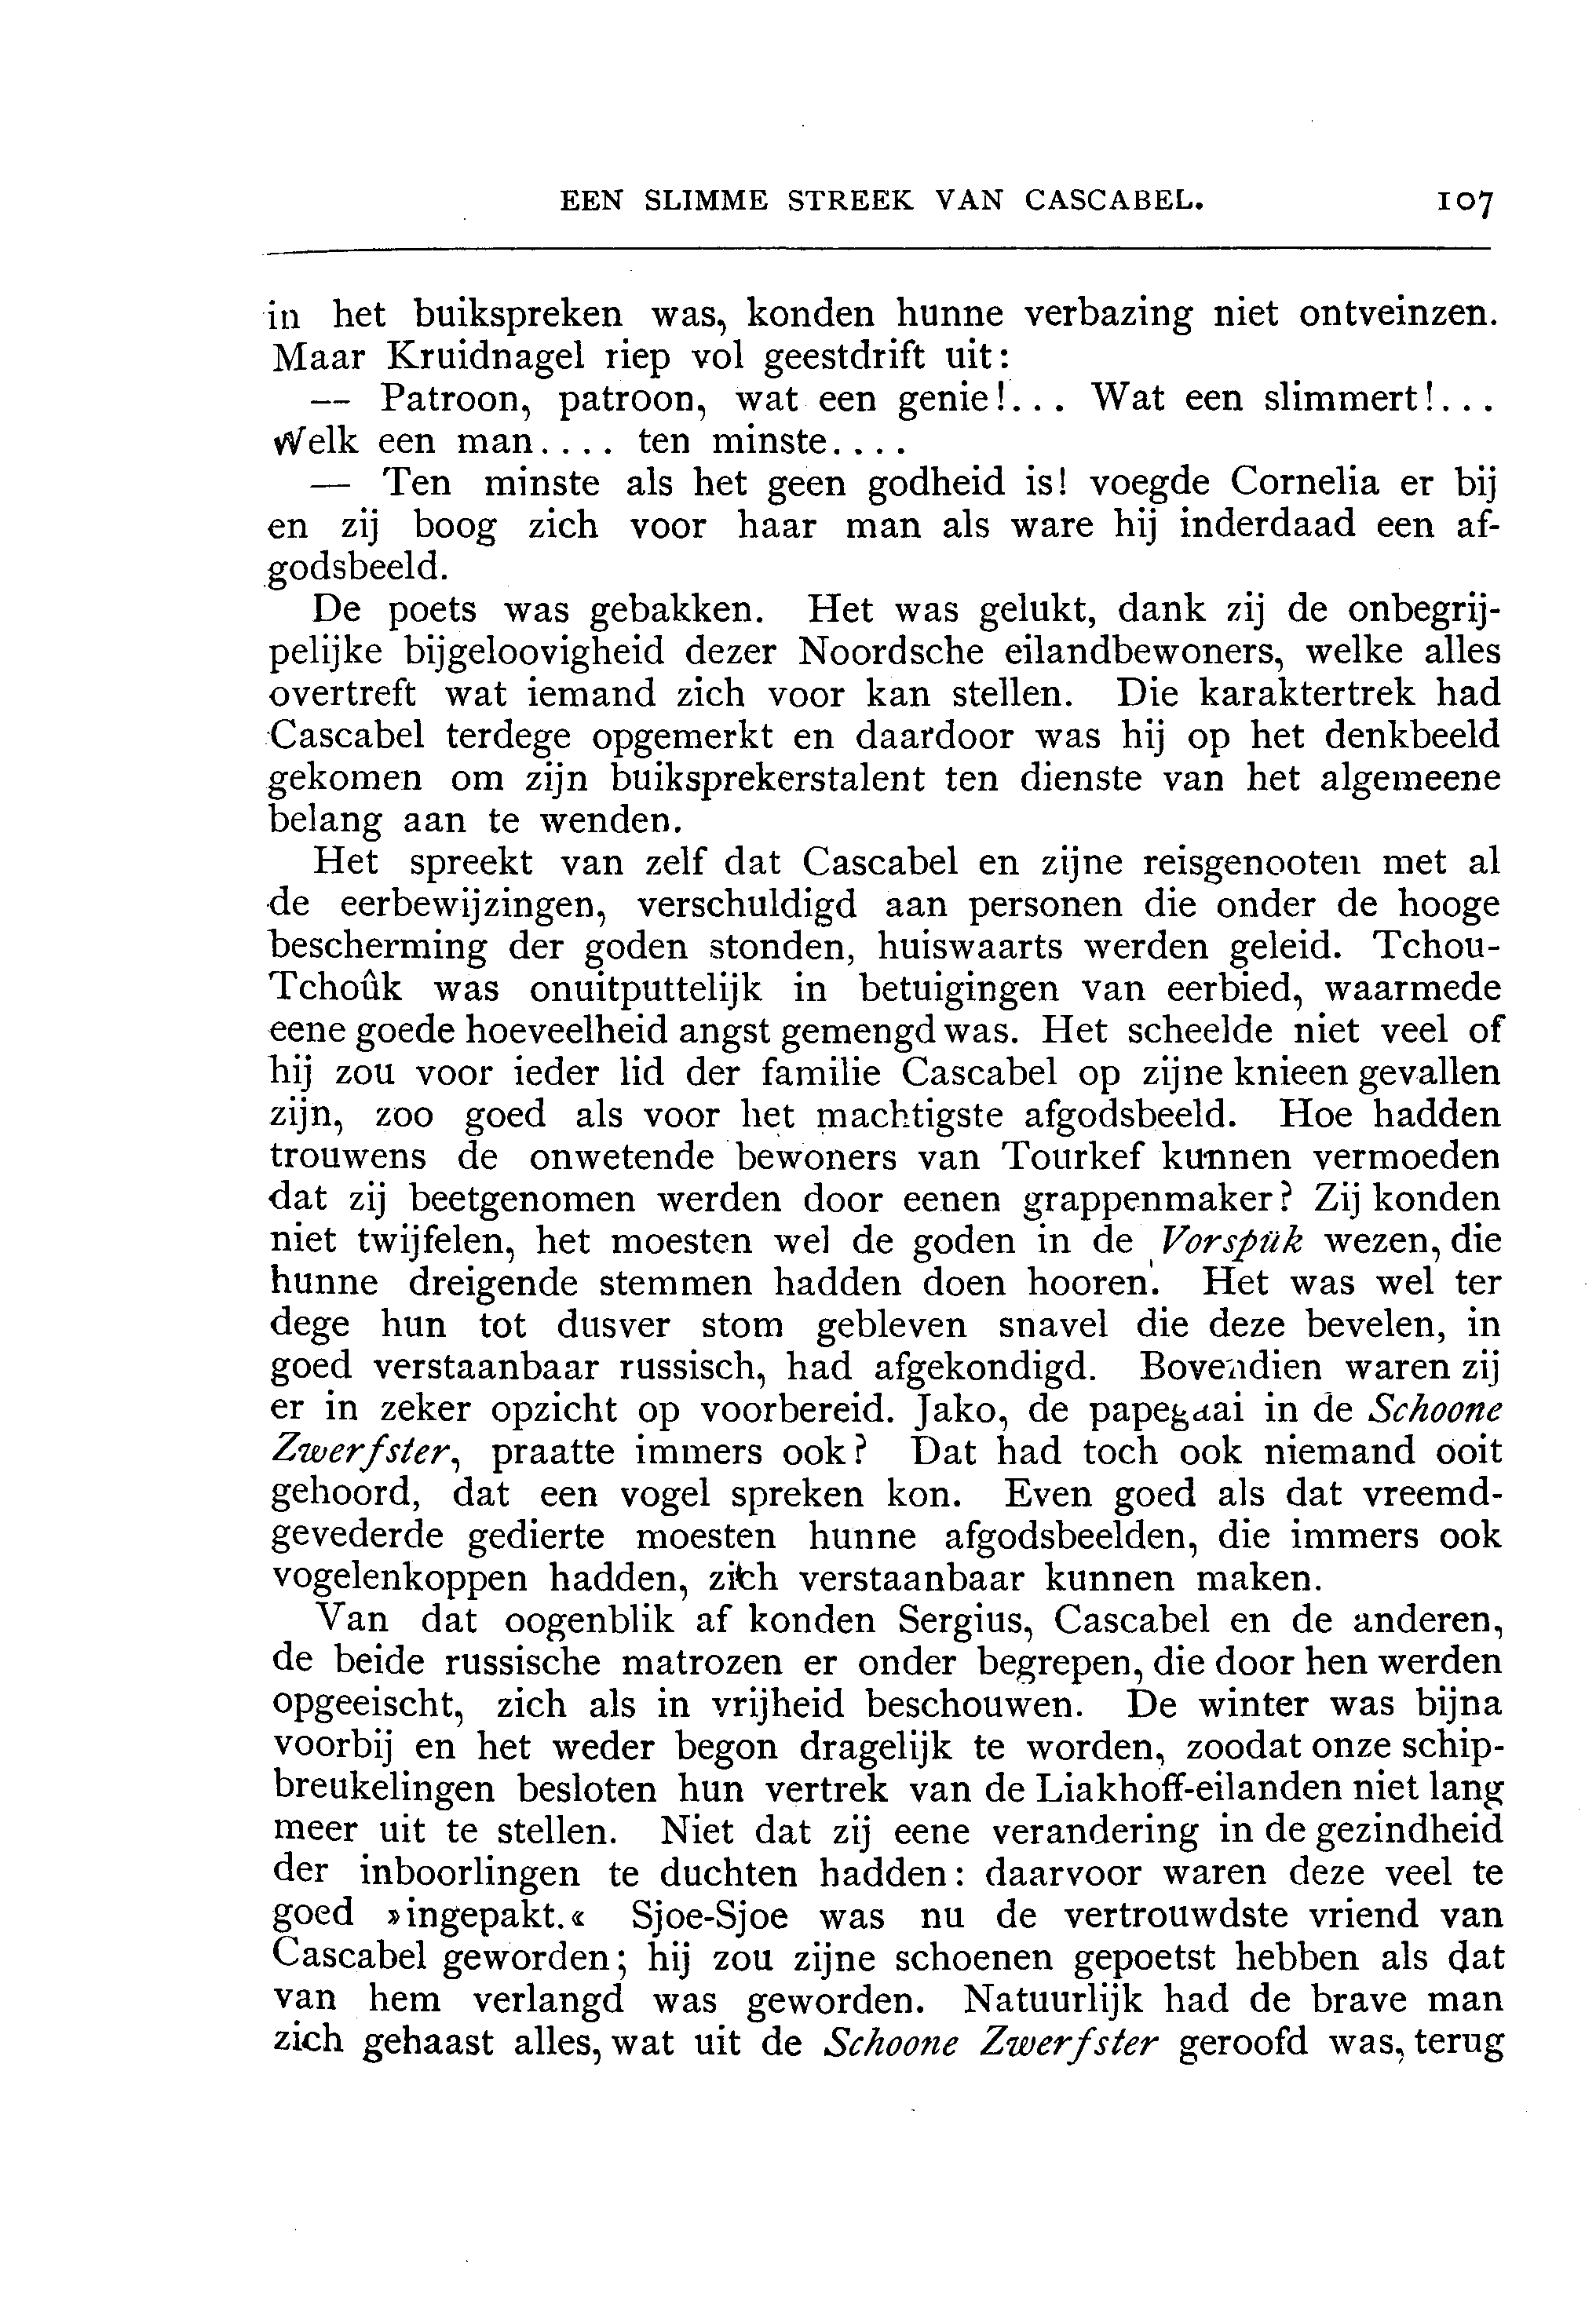 EEN SLIMME STREEK VAN CASCABEL. 107
in het buikspreken was, konden hunne verbazing niet ontveinzen.
Maar Kruidnagel riep vol geestdrift uit:
— Patroon, patroon, wat een genie!... Wat een slimmert!...
Welk een man.... ten minste....
— Ten minste als het geen godheid is! voegde Cornelia er bij
en zij boog zich voor haar man als ware hij inderdaad een af-
godsbeeld.
De poets was gebakken. Het was gelukt, dank zij de onbegrij-
pelijke bijgeloovigheid dezer Noordsche eilandbewoners, welke alles
overtreft wat iemand zich voor kan stellen. Die karaktertrek had
Cascabel terdege opgemerkt en daardoor was hij op het denkbeeld
gekomen om zijn buiksprekerstalent ten dienste van het algemeene
belang aan te wenden.
Het spreekt van zelf dat Cascabel en zijne reisgenooten met al
de eerbewijzingen, verschuldigd aan personen die onder de hooge
bescherming der goden stonden, huiswaarts werden geleid. Tchou-
Tchoûk was onuitputtelijk in betuigingen van eerbied, waarmede
eene goede hoeveelheid angst gemengd was. Het scheelde niet veel of
hij zou voor ieder lid der familie Cascabel op zijne knieen gevallen
zijn, zoo goed als voor het machtigste afgodsbeeld. Hoe hadden
trouwens de onwetende bewoners van Tourkef kunnen vermoeden
dat zij beetgenomen werden door eenen grappenmaker? Zij konden
niet twijfelen, het moesten wel de goden in de Vorspük wezen, die
hunne dreigende stemmen hadden doen hooren. Het was wel ter
dege hun tot dusver stom gebleven snavel die deze bevelen, in
goed verstaanbaar russisch, had afgekondigd. Bovendien waren zij
er in zeker opzicht op voorbereid. Jako, de papegaai in de Schoone
Zwerfster, praatte immers ook? Dat had toch ook niemand ooit
gehoord, dat een vogel spreken kon. Even goed als dat vreemd-
gevederde gedierte moesten hunne afgodsbeelden, die immers ook
vogelenkoppen hadden, zich verstaanbaar kunnen maken.
Van dat oogenblik af konden Sergius, Cascabel en de anderen,
de beide russische matrozen er onder begrepen, die door hen werden
opgeeischt, zich als in vrijheid beschouwen. De winter was bijna
voorbij en het weder begon dragelijk te worden, zoodat onze schip-
breukelingen besloten hun vertrek van de Liakhoff-eilanden niet lang
meer uit te stellen. Niet dat zij eene verandering in de gezindheid
der inboorlingen te duchten hadden: daarvoor waren deze veel te
goed »ingepakt.« Sjoe-Sjoe was nu de vertrouwdste vriend van
Cascabel geworden; hij zou zijne schoenen gepoetst hebben als dat
van hem verlangd was geworden. Natuurlijk had de brave man
zich gehaast alles, wat uit de Schoone Zwerfster geroofd was, terug